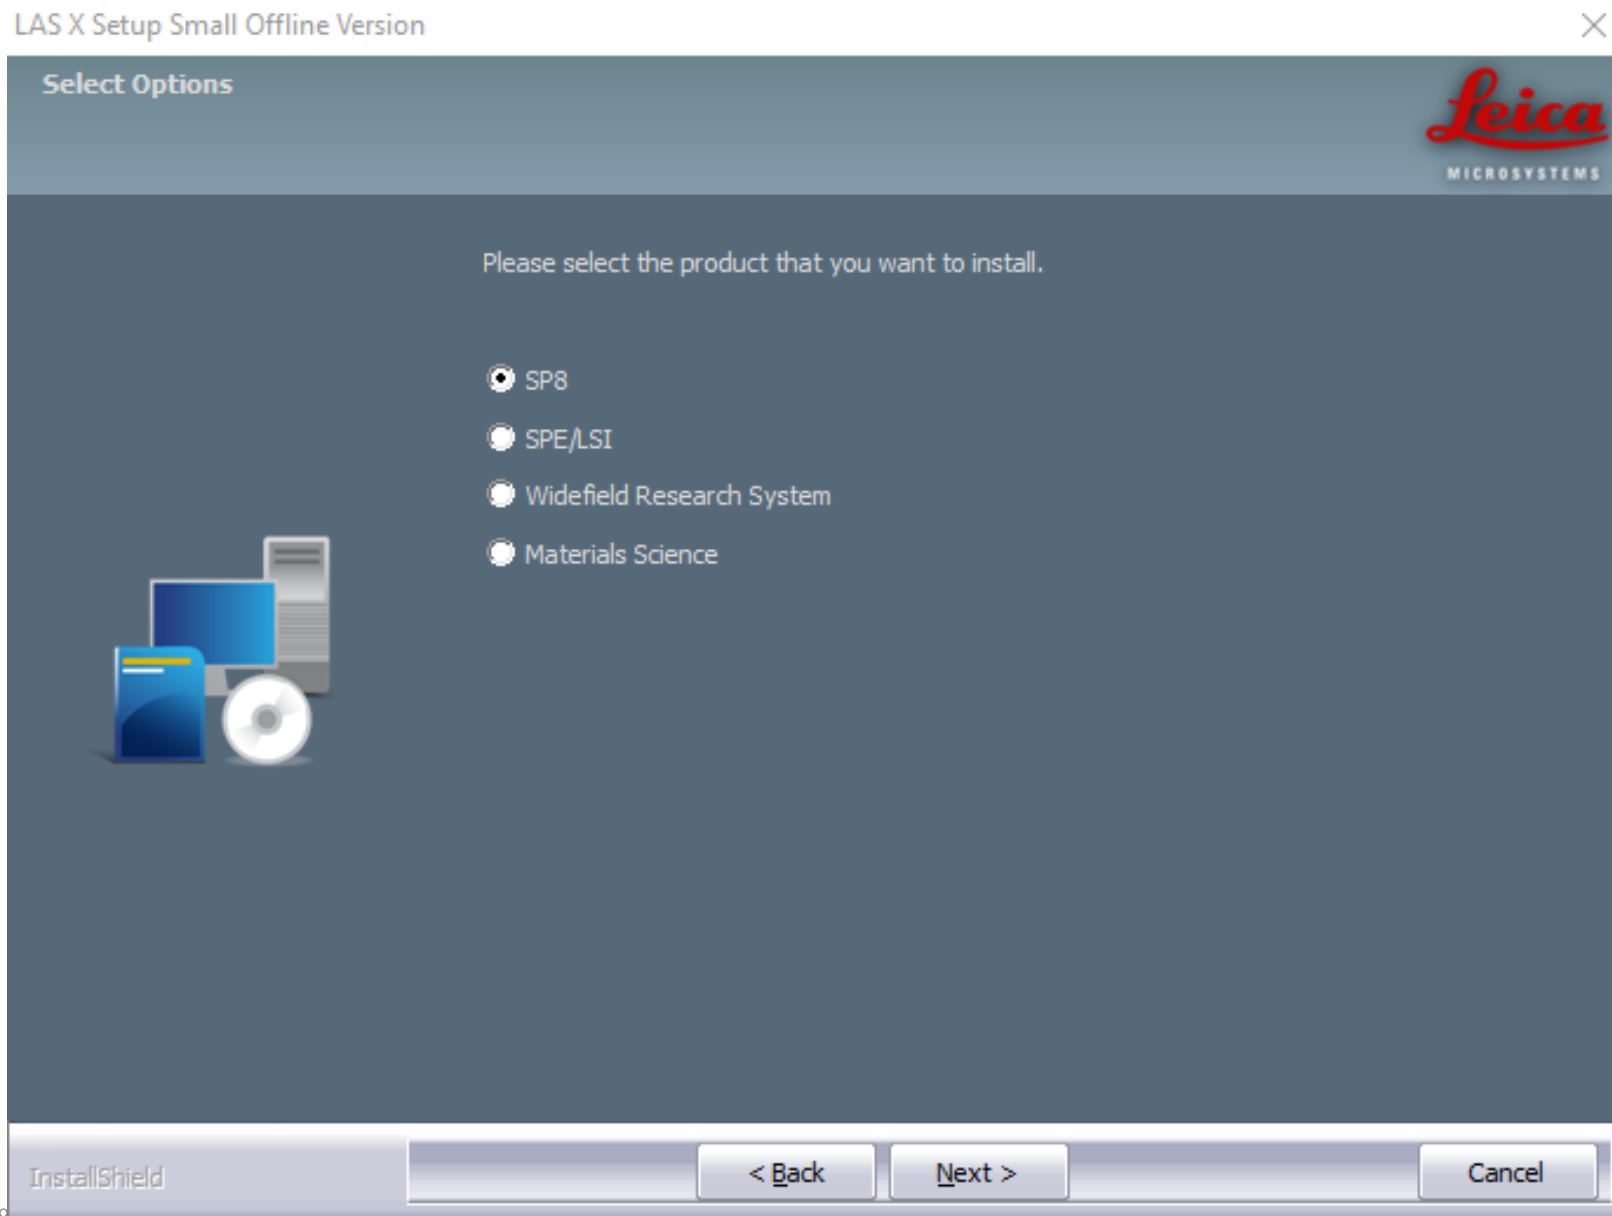 LAS X Setup Small Offline Version
Select Options
Leica
MICROSYSTEMS
Please select the product that you want to install.
SP8
SPE/LSI
Widefield Research System
Materials Science
InstallShield
< Back
Next >
Cancel